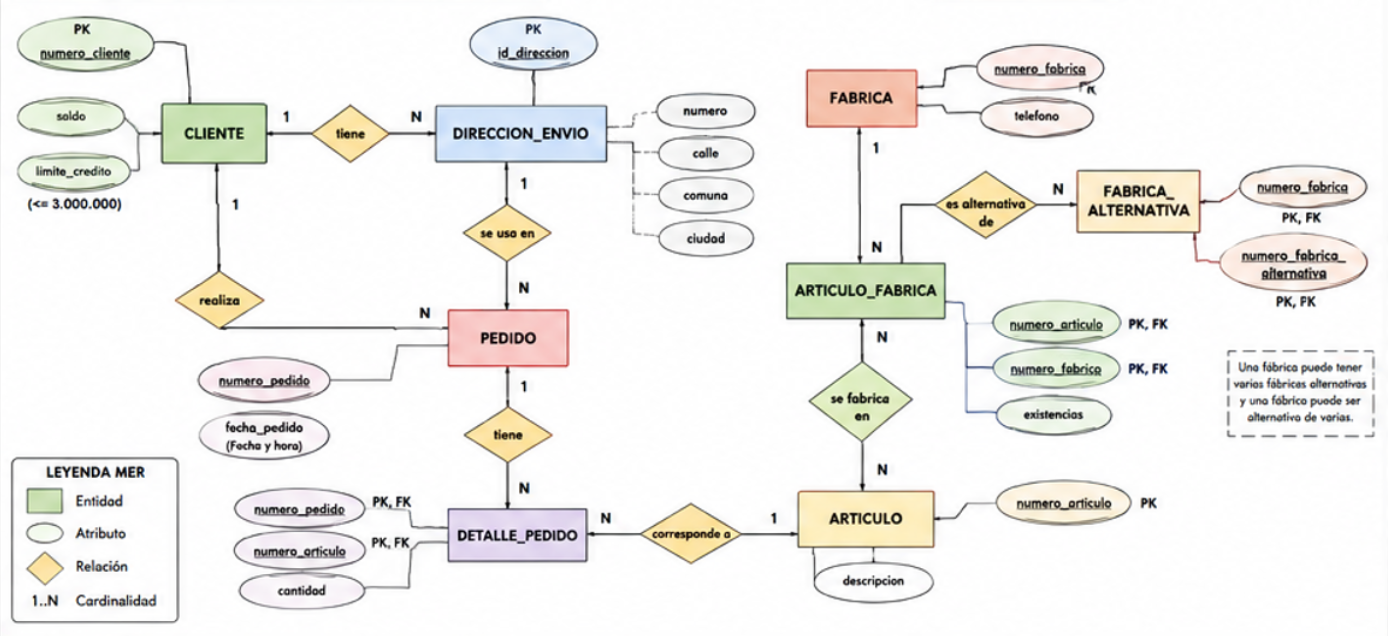 PK
numero_cliente
saldo
limite_credito
(<= 3.000.000)
CLIENTE
1
tiene
N
PK
id_direccion
DIRECCION_ENVIO
numero
calle
comuna
ciudad
1
se usa en
N
1
realiza
N
PEDIDO
numero_pedido
fecha_pedido
(Fecha y hora)
1
tiene
N
DETALLE_PEDIDO
numero_pedido
PK, FK
numero_articulo
PK, FK
cantidad
N
corresponde a
1
ARTICULO
numero_articulo
PK
descripcion
N
se fabrica
en
N
ARTICULO_FABRICA
numero_articulo
PK, FK
numero_fabrica
PK, FK
existencias
N
1
FABRICA
numero_fabrica
telefono
es alternativa
de
N
FABRICA_
ALTERNATIVA
numero_fabrica
PK, FK
numero_fabrica_
alternativa
PK, FK
Una fábrica puede tener
varias fábricas alternativas
y una fábrica puede ser
alternativa de varias.
LEYENDA MER
Entidad
Atributo
Relación
1..N
Cardinalidad